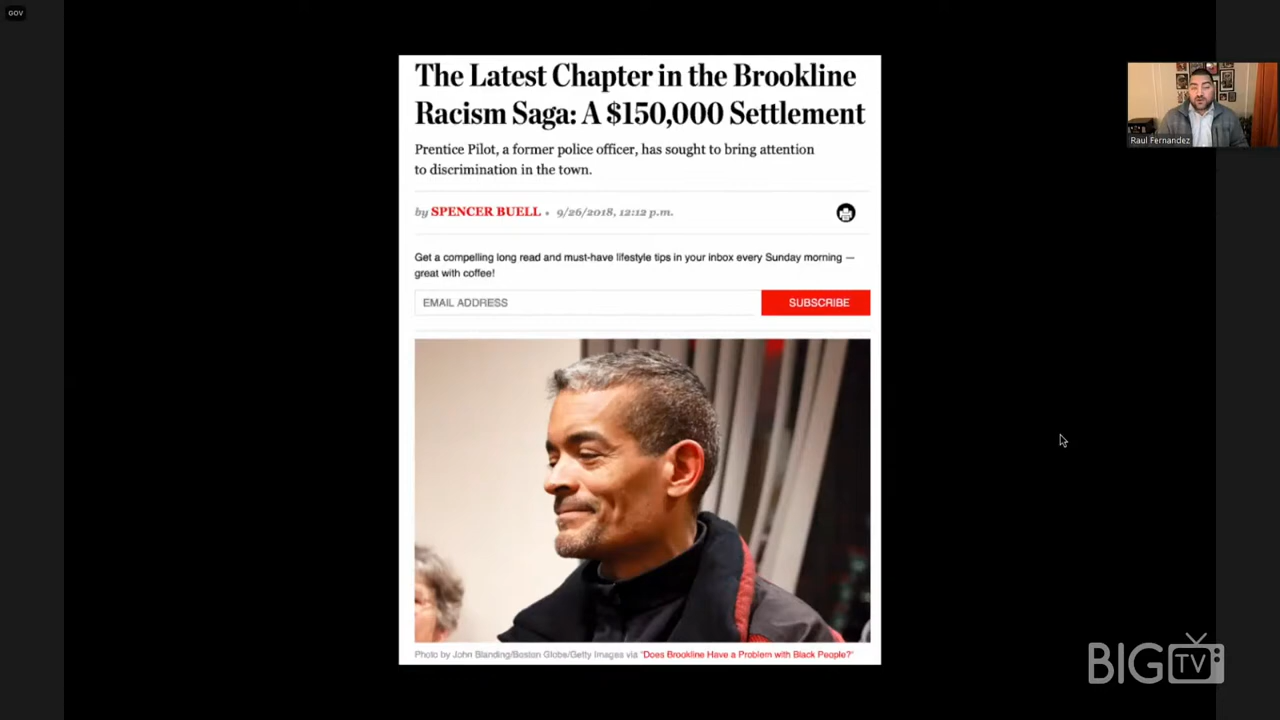 oov
The Latest Chapter in the Brookline
Racism Saga: A $150,000 Settlement
Prentice Pilot, a former police officer, has sought to bring attention
to discrimination in the town.
by SPENCER BUELL • 9/26/2018, 12:12 p.m.
Get a compelling long read and must-have lifestyle tips in your inbox every Sunday morning —
great with coffee!
EMAIL ADDRESS
SUBSCRIBE
Photo by John Blanding/Boston Globe/Getty Images via "Does Brookline Have a Problem with Black People?"
Raul Fernandez
BIG TV